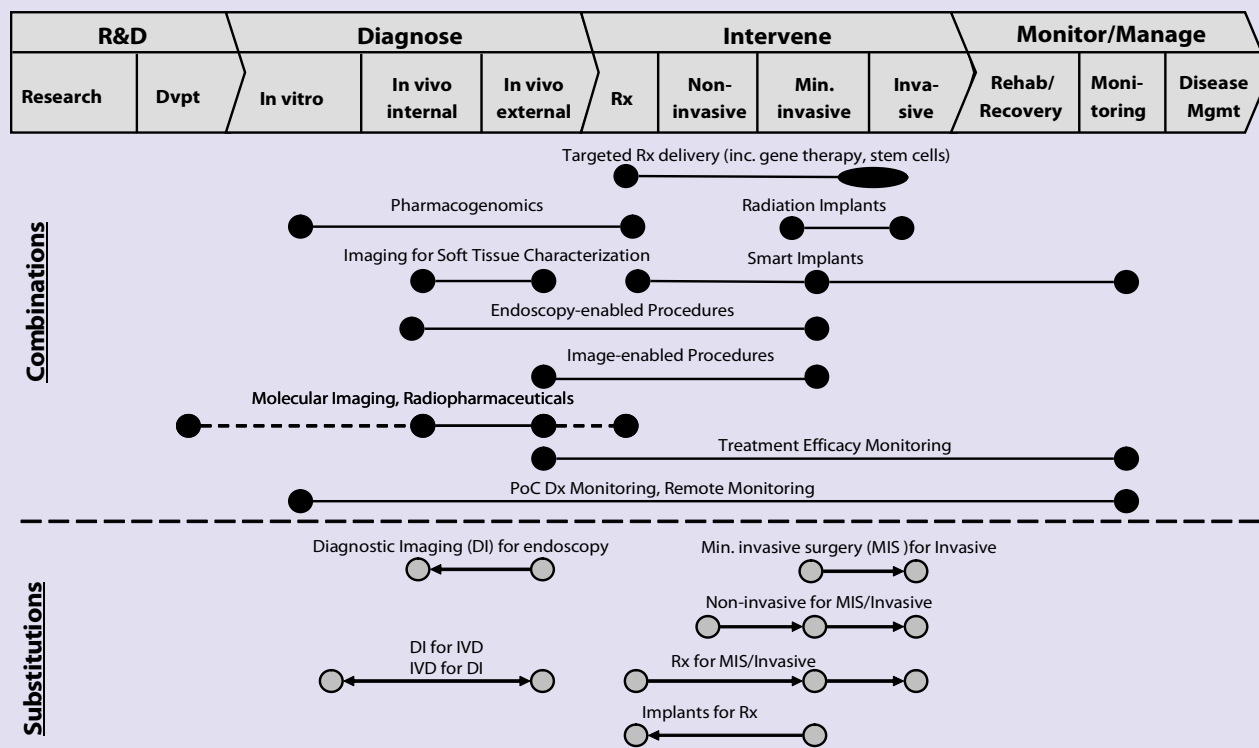 R&D
Diagnose
Intervene
Monitor/Manage
Research
Dvpt
In vitro
In vivo
internal
In vivo
external
Rx
Non-
invasive
Min.
invasive
Inva-
sive
Rehab/
Recovery
Moni-
toring
Disease
Mgmt
Combinations
Targeted Rx delivery (inc. gene therapy, stem cells)
Pharmacogenomics
Radiation Implants
Imaging for Soft Tissue Characterization
Smart Implants
Endoscopy-enabled Procedures
Image-enabled Procedures
Molecular Imaging, Radiopharmaceuticals
Treatment Efficacy Monitoring
PoC Dx Monitoring, Remote Monitoring
Substitutions
Diagnostic Imaging (DI) for endoscopy
Min. invasive surgery (MIS )for Invasive
Non-invasive for MIS/Invasive
DI for IVD
IVD for DI
Rx for MIS/Invasive
Implants for Rx